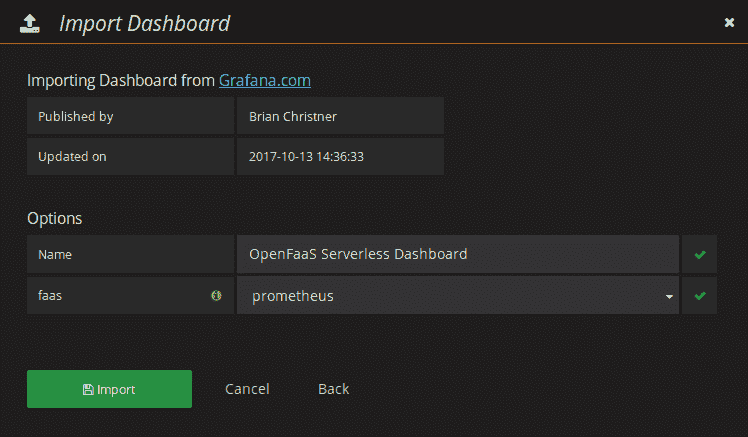 Import Dashboard
Importing Dashboard from Grafana.com
Published by Brian Christner
Updated on 2017-10-13 14:36:33
Options
Name OpenFaaS Serverless Dashboard
faas prometheus
Import Cancel Back